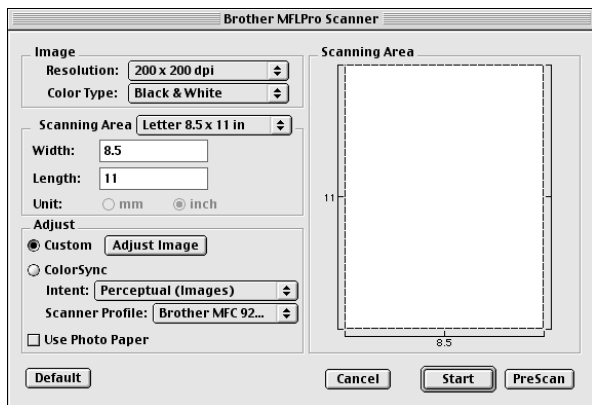 Brother MFLPro Scanner
Image
Resolution: 200 x 200 dpi
Color Type: Black & White
Scanning Area Letter 8.5 x 11 in
Width: 8.5
Length: 11
Unit: mm inch
Adjust
Custom Adjust Image
ColorSync
Intent: Perceptual (Images)
Scanner Profile: Brother MFC 92...
Use Photo Paper
Scanning Area
11
8.5
Default Cancel Start PreScan